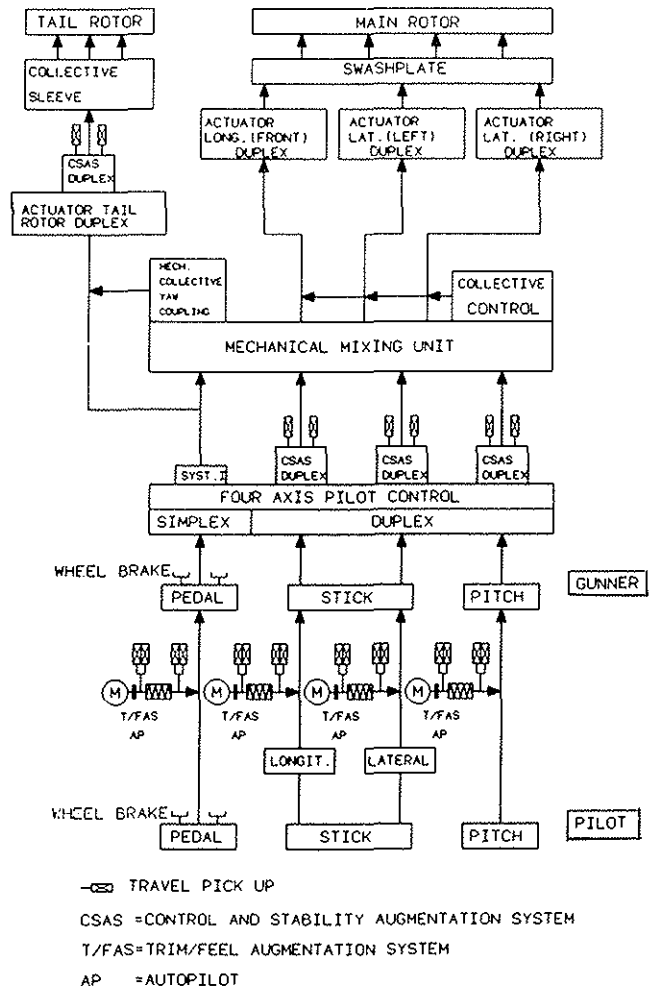 TAIL ROTOR
MAIN ROTOR
COLLECTIVE
SLEEVE
SWASHPLATE
ACTUATOR
LONG.(FRONT)
DUPLEX
ACTUATOR
LAT.(LEFT)
DUPLEX
ACTUATOR
LAT. (RIGHT)
DUPLEX
CSAS
DUPLEX
ACTUATOR TAIL
ROTOR DUPLEX
MECH.
COLLECTIVE
YAW
COUPLING
COLLECTIVE
CONTROL
MECHANICAL MIXING UNIT
SYST.II
CSAS
DUPLEX
CSAS
DUPLEX
CSAS
DUPLEX
FOUR AXIS PILOT CONTROL
SIMPLEX
DUPLEX
WHEEL BRAKE
PEDAL
STICK
PITCH
GUNNER
M
T/FAS
AP
M
T/FAS
AP
M
T/FAS
AP
M
T/FAS
AP
LONGIT.
LATERAL
WHEEL BRAKE
PEDAL
STICK
PITCH
PILOT
TRAVEL PICK UP
CSAS =CONTROL AND STABILITY AUGMENTATION SYSTEM
T/FAS=TRIM/FEEL AUGMENTATION SYSTEM
AP =AUTOPILOT